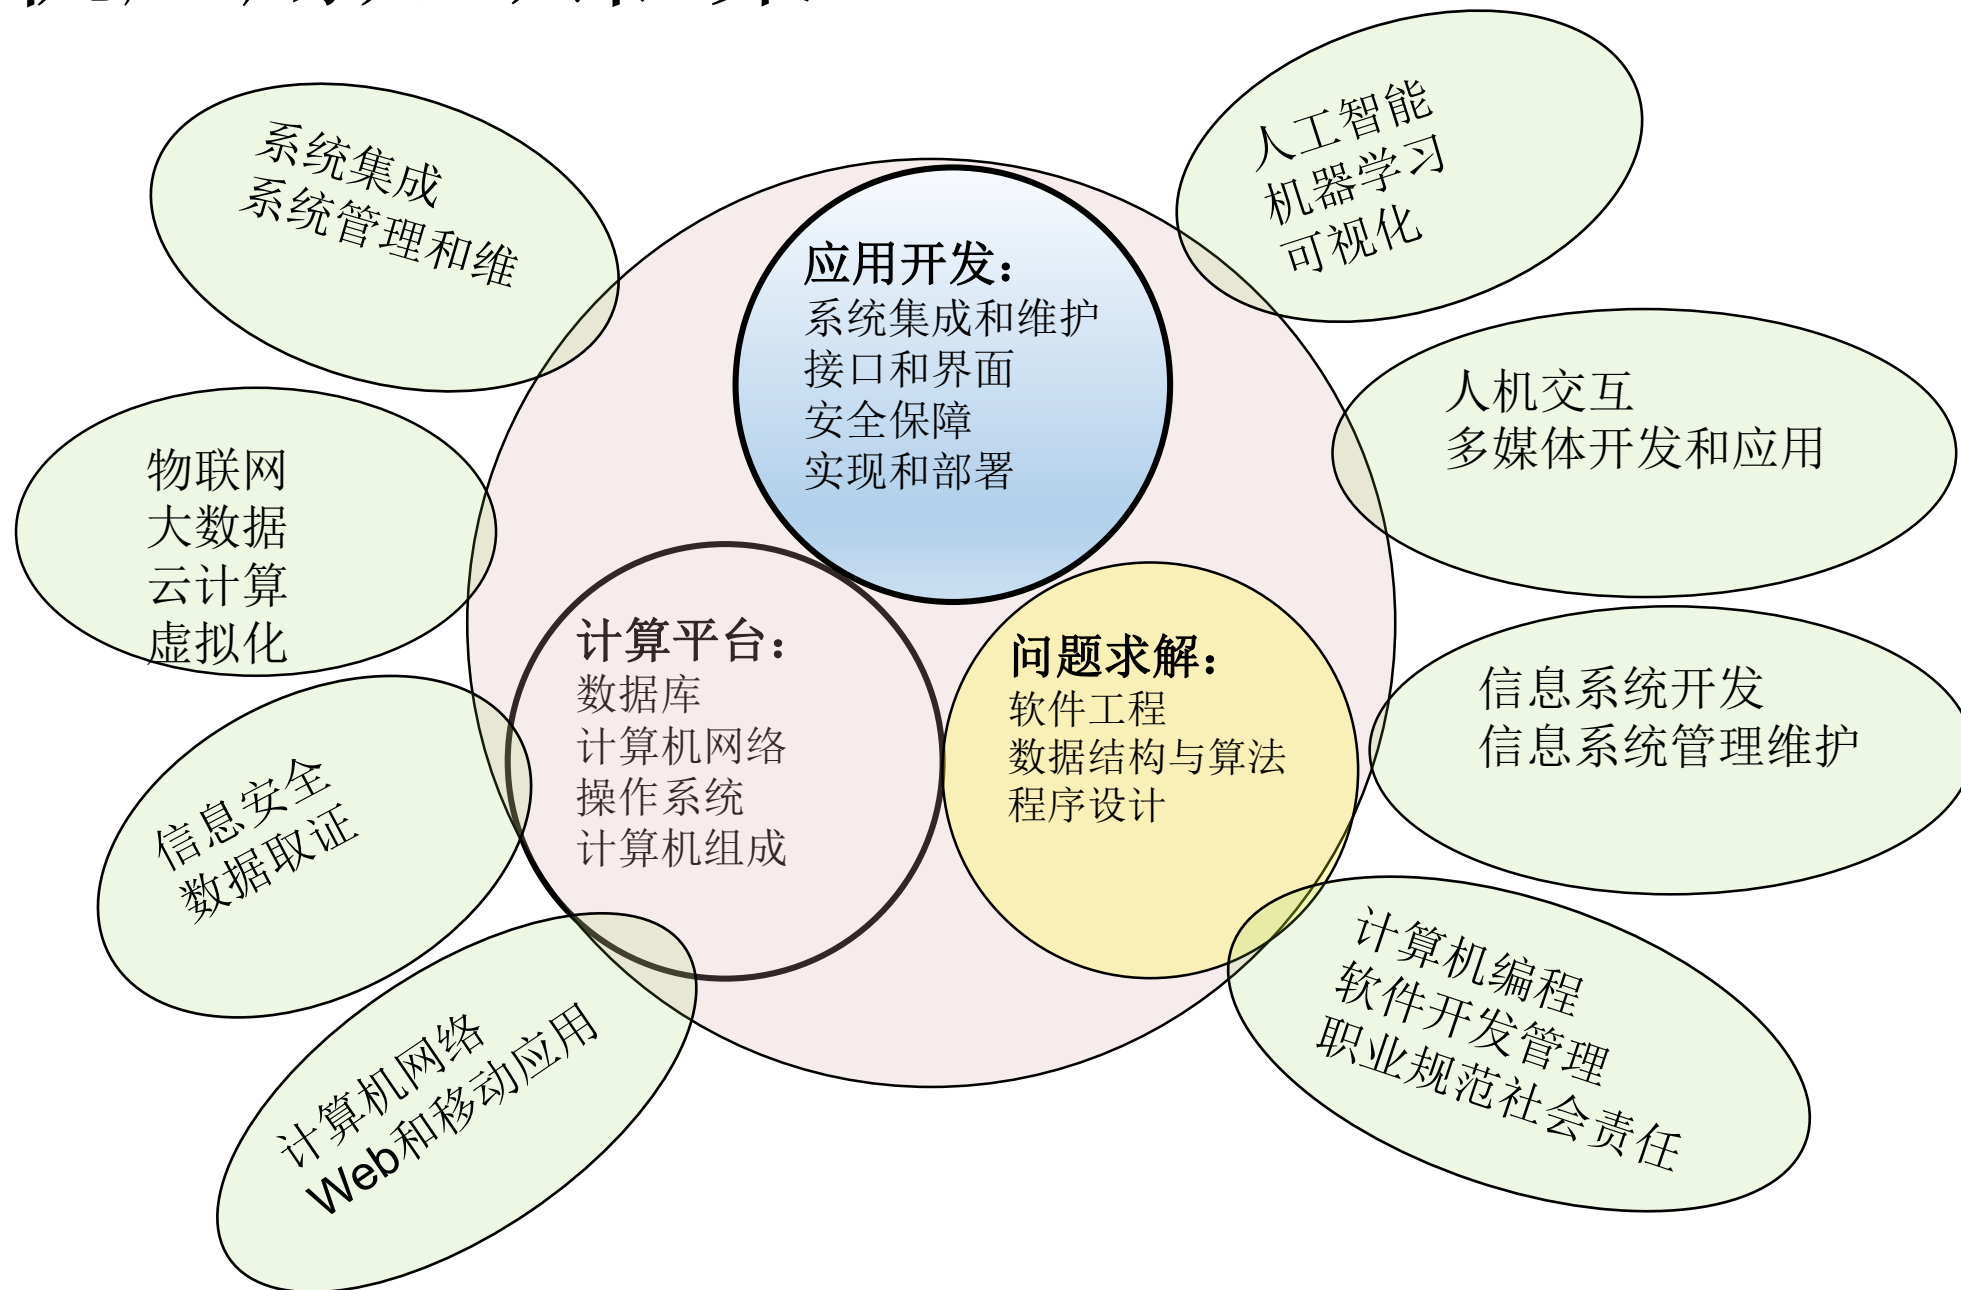 系统集成
系统管理和维
人工智能
机器学习
可视化
应用开发：
系统集成和维护
接口和界面
安全保障
实现和部署
人机交互
多媒体开发和应用
物联网
大数据
云计算
虚拟化
计算平台：
数据库
计算机网络
操作系统
计算机组成
问题求解：
软件工程
数据结构与算法
程序设计
信息系统开发
信息系统管理维护
信息安全
数据取证
计算机网络
Web和移动应用
计算机编程
软件开发管理
职业规范社会责任